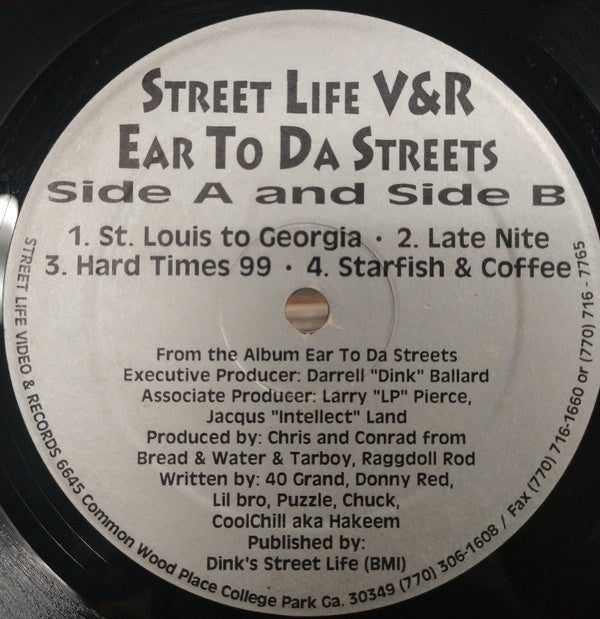 STREET LIFE V&R
EAR TO DA STREETS
Side A and Side B
1. St. Louis to Georgia · 2. Late Nite
3. Hard Times 99 · 4. Starfish & Coffee
From the Album Ear To Da Streets
Executive Producer: Darrell "Dink" Ballard
Associate Producer: Larry "LP" Pierce,
Jacqus "Intellect" Land
Produced by: Chris and Conrad from
Bread & Water & Tarboy, Raggdoll Rod
Written by: 40 Grand, Donny Red,
Lil bro, Puzzle, Chuck,
CoolChill aka Hakeem
Published by:
Dink's Street Life (BMI)
STREET LIFE VIDEO & RECORDS 6645 Common Wood Place College Park Ga. 30349 (770) 306-1608 / Fax (770) 716-1660 or (770) 716 - 7765